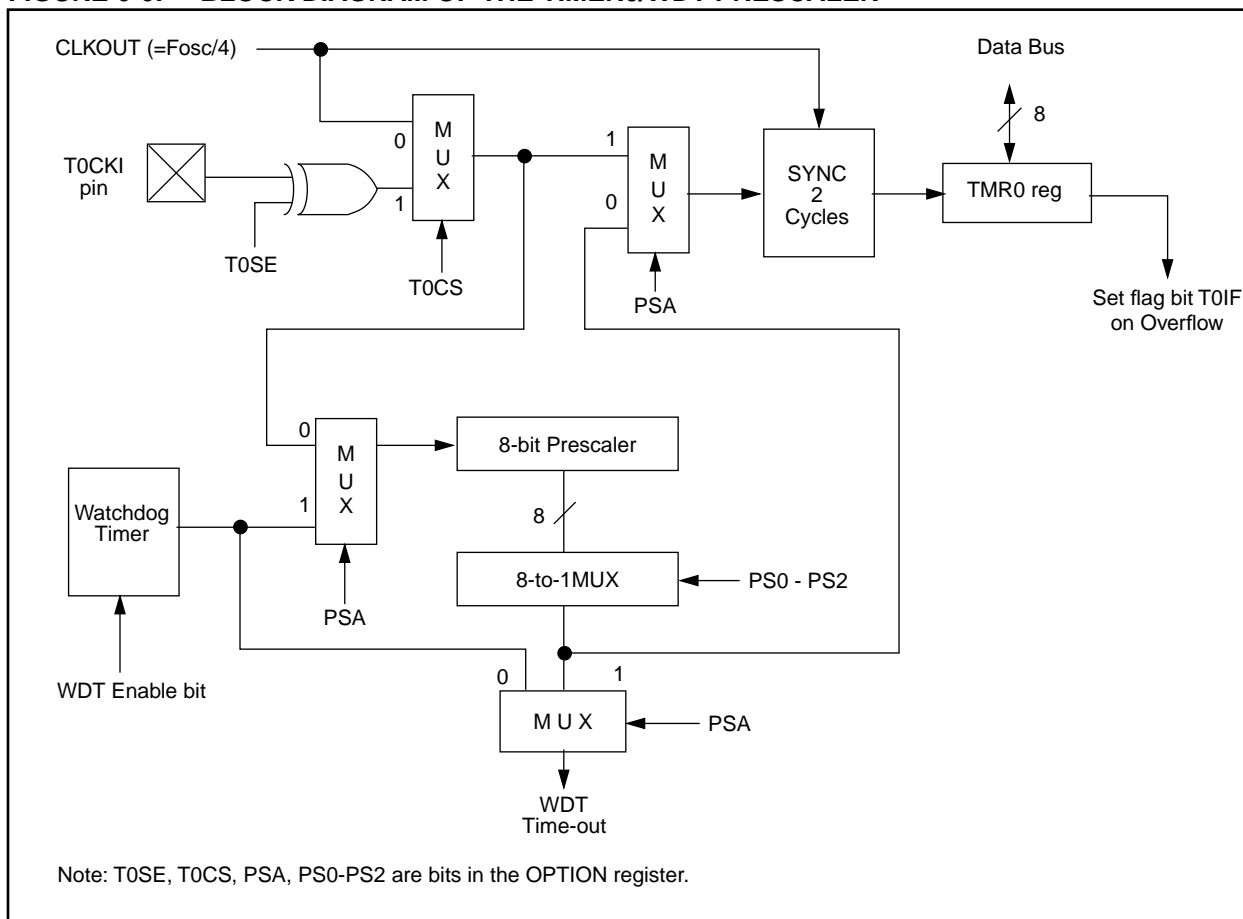 CLKOUT (=Fosc/4)
Data Bus
8
T0CKI
pin
T0SE
0
1
M
U
X
T0CS
1
0
M
U
X
PSA
SYNC
2
Cycles
TMR0 reg
Set flag bit T0IF
on Overflow
0
1
M
U
X
PSA
8-bit Prescaler
8
8-to-1MUX
PS0 - PS2
Watchdog
Timer
WDT Enable bit
0
1
M U X
PSA
WDT
Time-out
Note: T0SE, T0CS, PSA, PS0-PS2 are bits in the OPTION register.